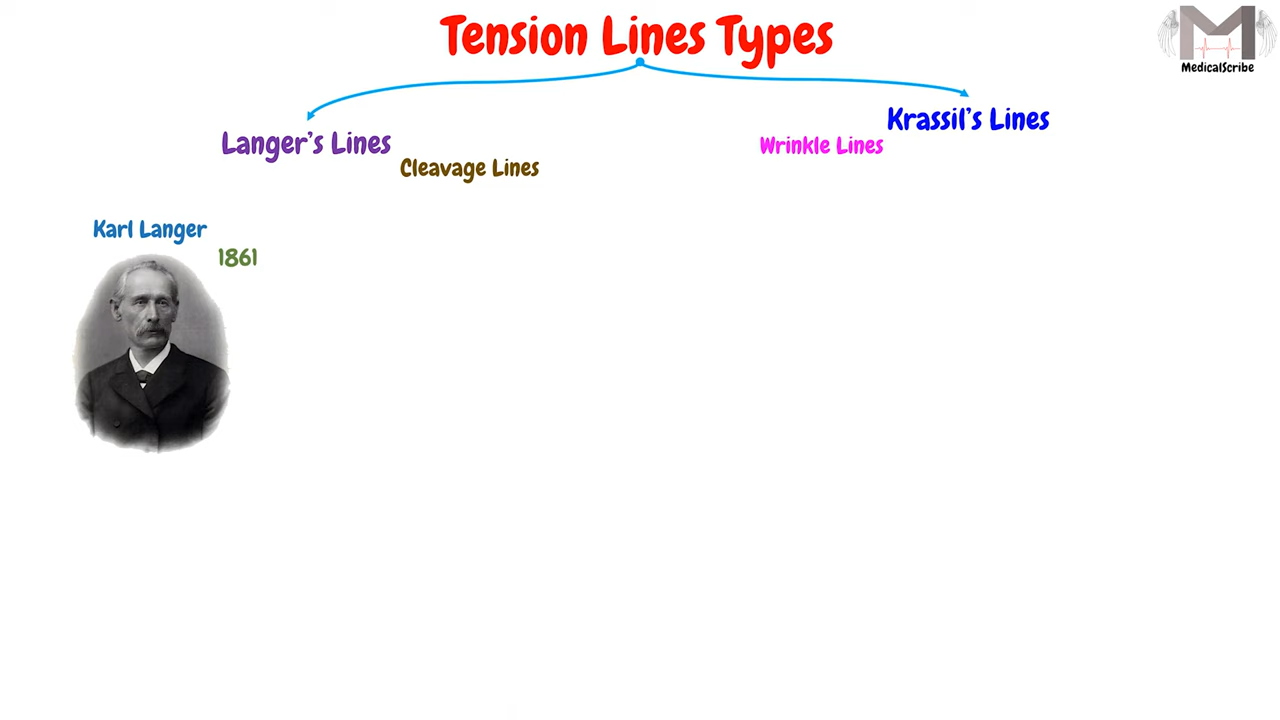 Tension Lines Types
MedicalScribe
Langer's Lines
Cleavage Lines
Krassil's Lines
Wrinkle Lines
Karl Langer
1861